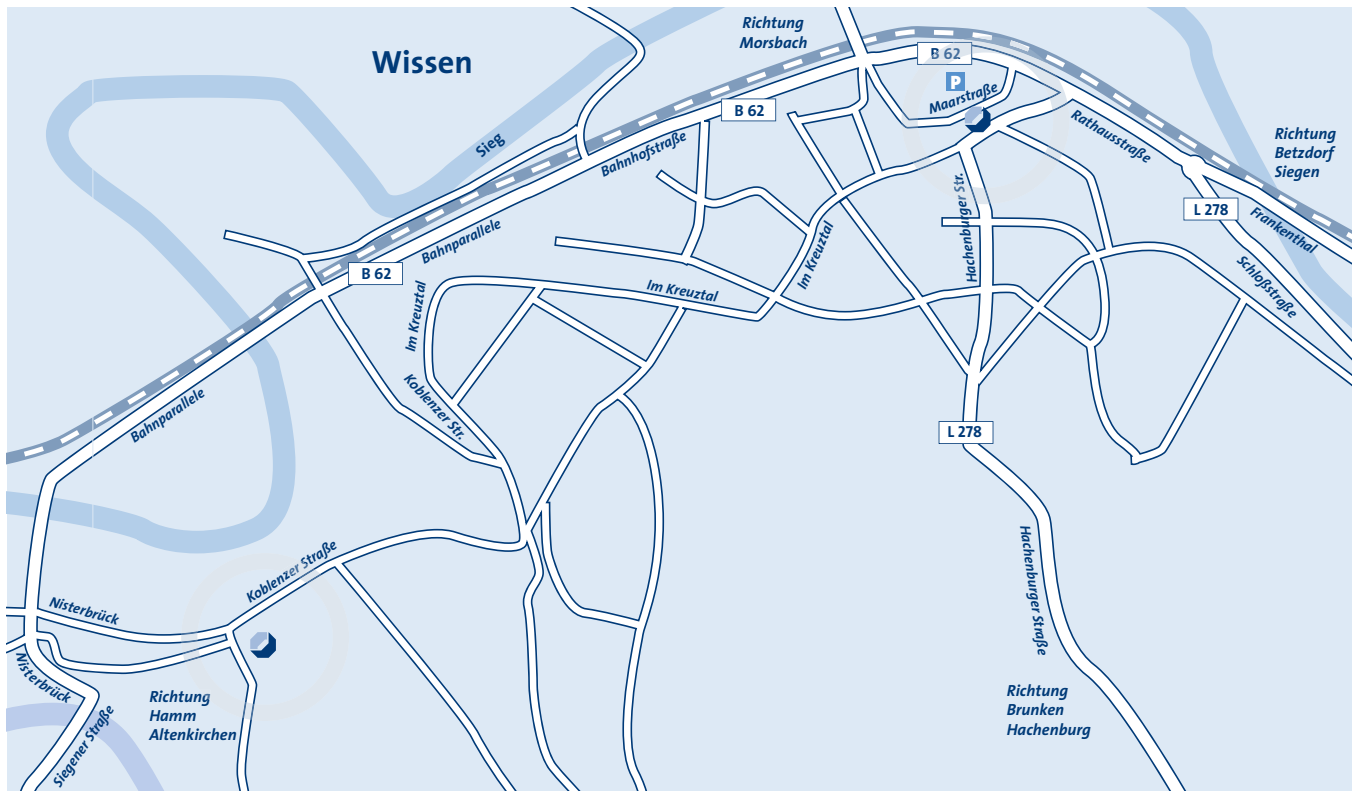 Richtung
Morsbach
Wissen
B 62
P
Maarstraße
B 62
Sieg
Bahnhofstraße
Rathausstraße
Richtung
Betzdorf
Siegen
L 278
Frankenthal
Hachenburger Str.
Bahnparallele
B 62
Im Kreuztal
Im Kreuztal
Im Kreuztal
Schloßstraße
Koblenzer Str.
Bahnparallele
L 278
Hachenburger Straße
Koblenzer Straße
Nisterbrück
Nisterbrück
Siegener Straße
Richtung
Hamm
Altenkirchen
Richtung
Brunken
Hachenburg